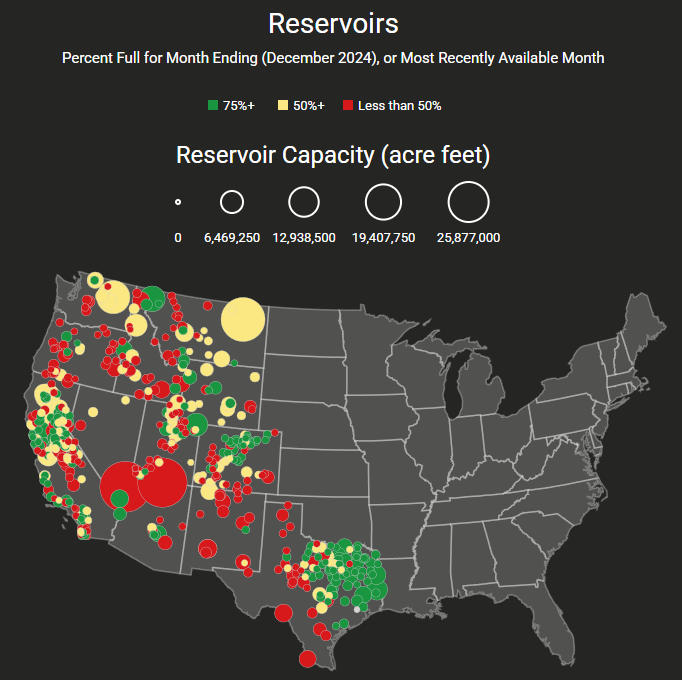 Reservoirs
Percent Full for Month Ending (December 2024), or Most Recently Available Month
75%+ 50%+ Less than 50%
Reservoir Capacity (acre feet)
0 6,469,250 12,938,500 19,407,750 25,877,000